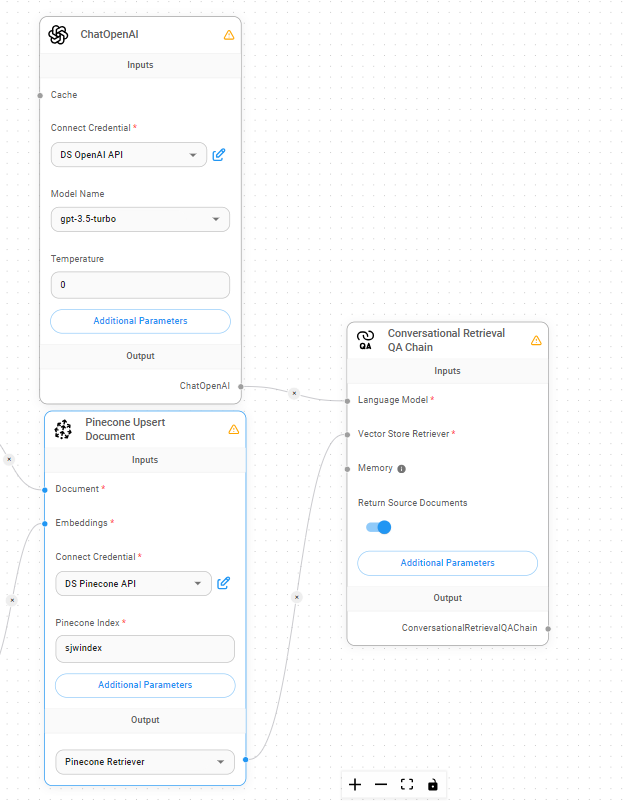 ChatOpenAI
Inputs
Cache
Connect Credential *
DS OpenAI API
Model Name
gpt-3.5-turbo
Temperature
0
Additional Parameters
Output
ChatOpenAI
Pinecone Upsert
Document
Inputs
Document *
Embeddings *
Connect Credential *
DS Pinecone API
Pinecone Index *
sjwindex
Additional Parameters
Output
Pinecone Retriever
QA
Conversational Retrieval
QA Chain
Inputs
Language Model *
Vector Store Retriever *
Memory
Return Source Documents
Additional Parameters
Output
ConversationalRetrievalQAChain